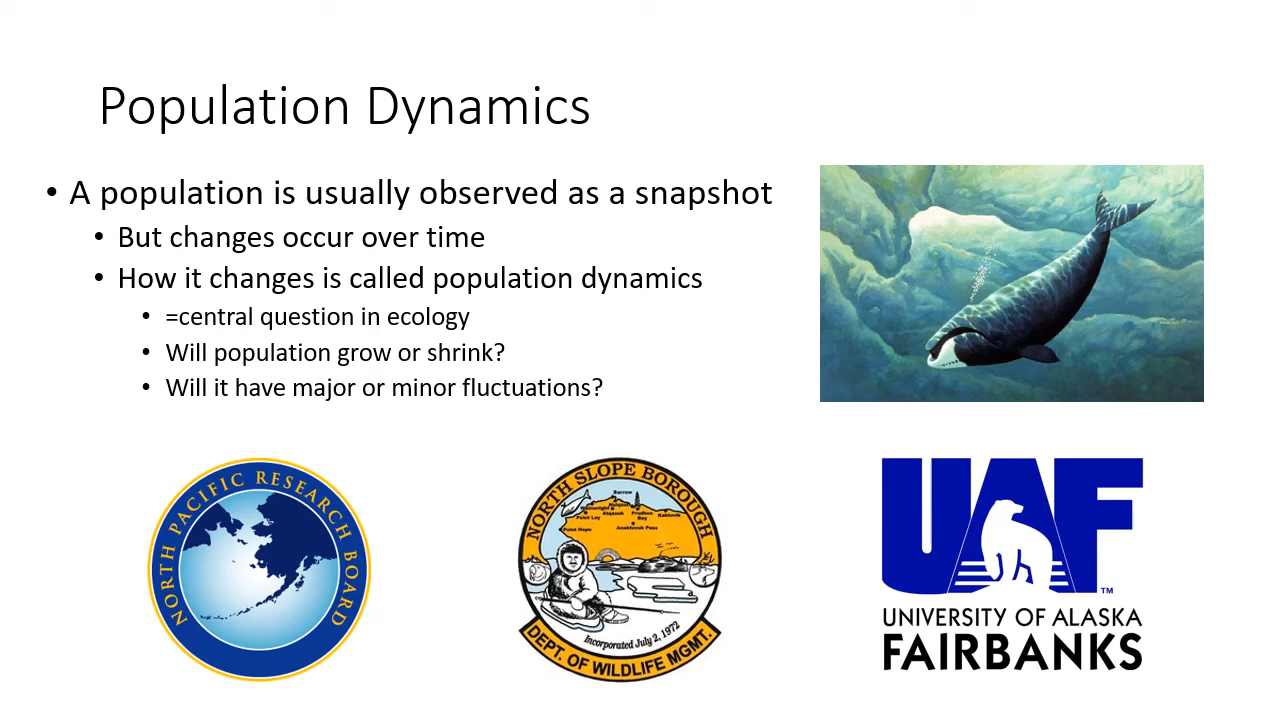 Population Dynamics
• A population is usually observed as a snapshot
• But changes occur over time
• How it changes is called population dynamics
• =central question in ecology
• Will population grow or shrink?
• Will it have major or minor fluctuations?
NORTH PACIFIC RESEARCH BOARD
NORTH SLOPE BOROUGH
Barrow
Wainwright
Atqasuk
Nuiqsut
Prudhoe
Bay
Kaktovik
Point Lay
Anaktuvuk Pass
Point Hope
Incorporated July 2, 1972
DEPT. OF WILDLIFE MGMT.
UAF
TM
UNIVERSITY OF ALASKA
FAIRBANKS